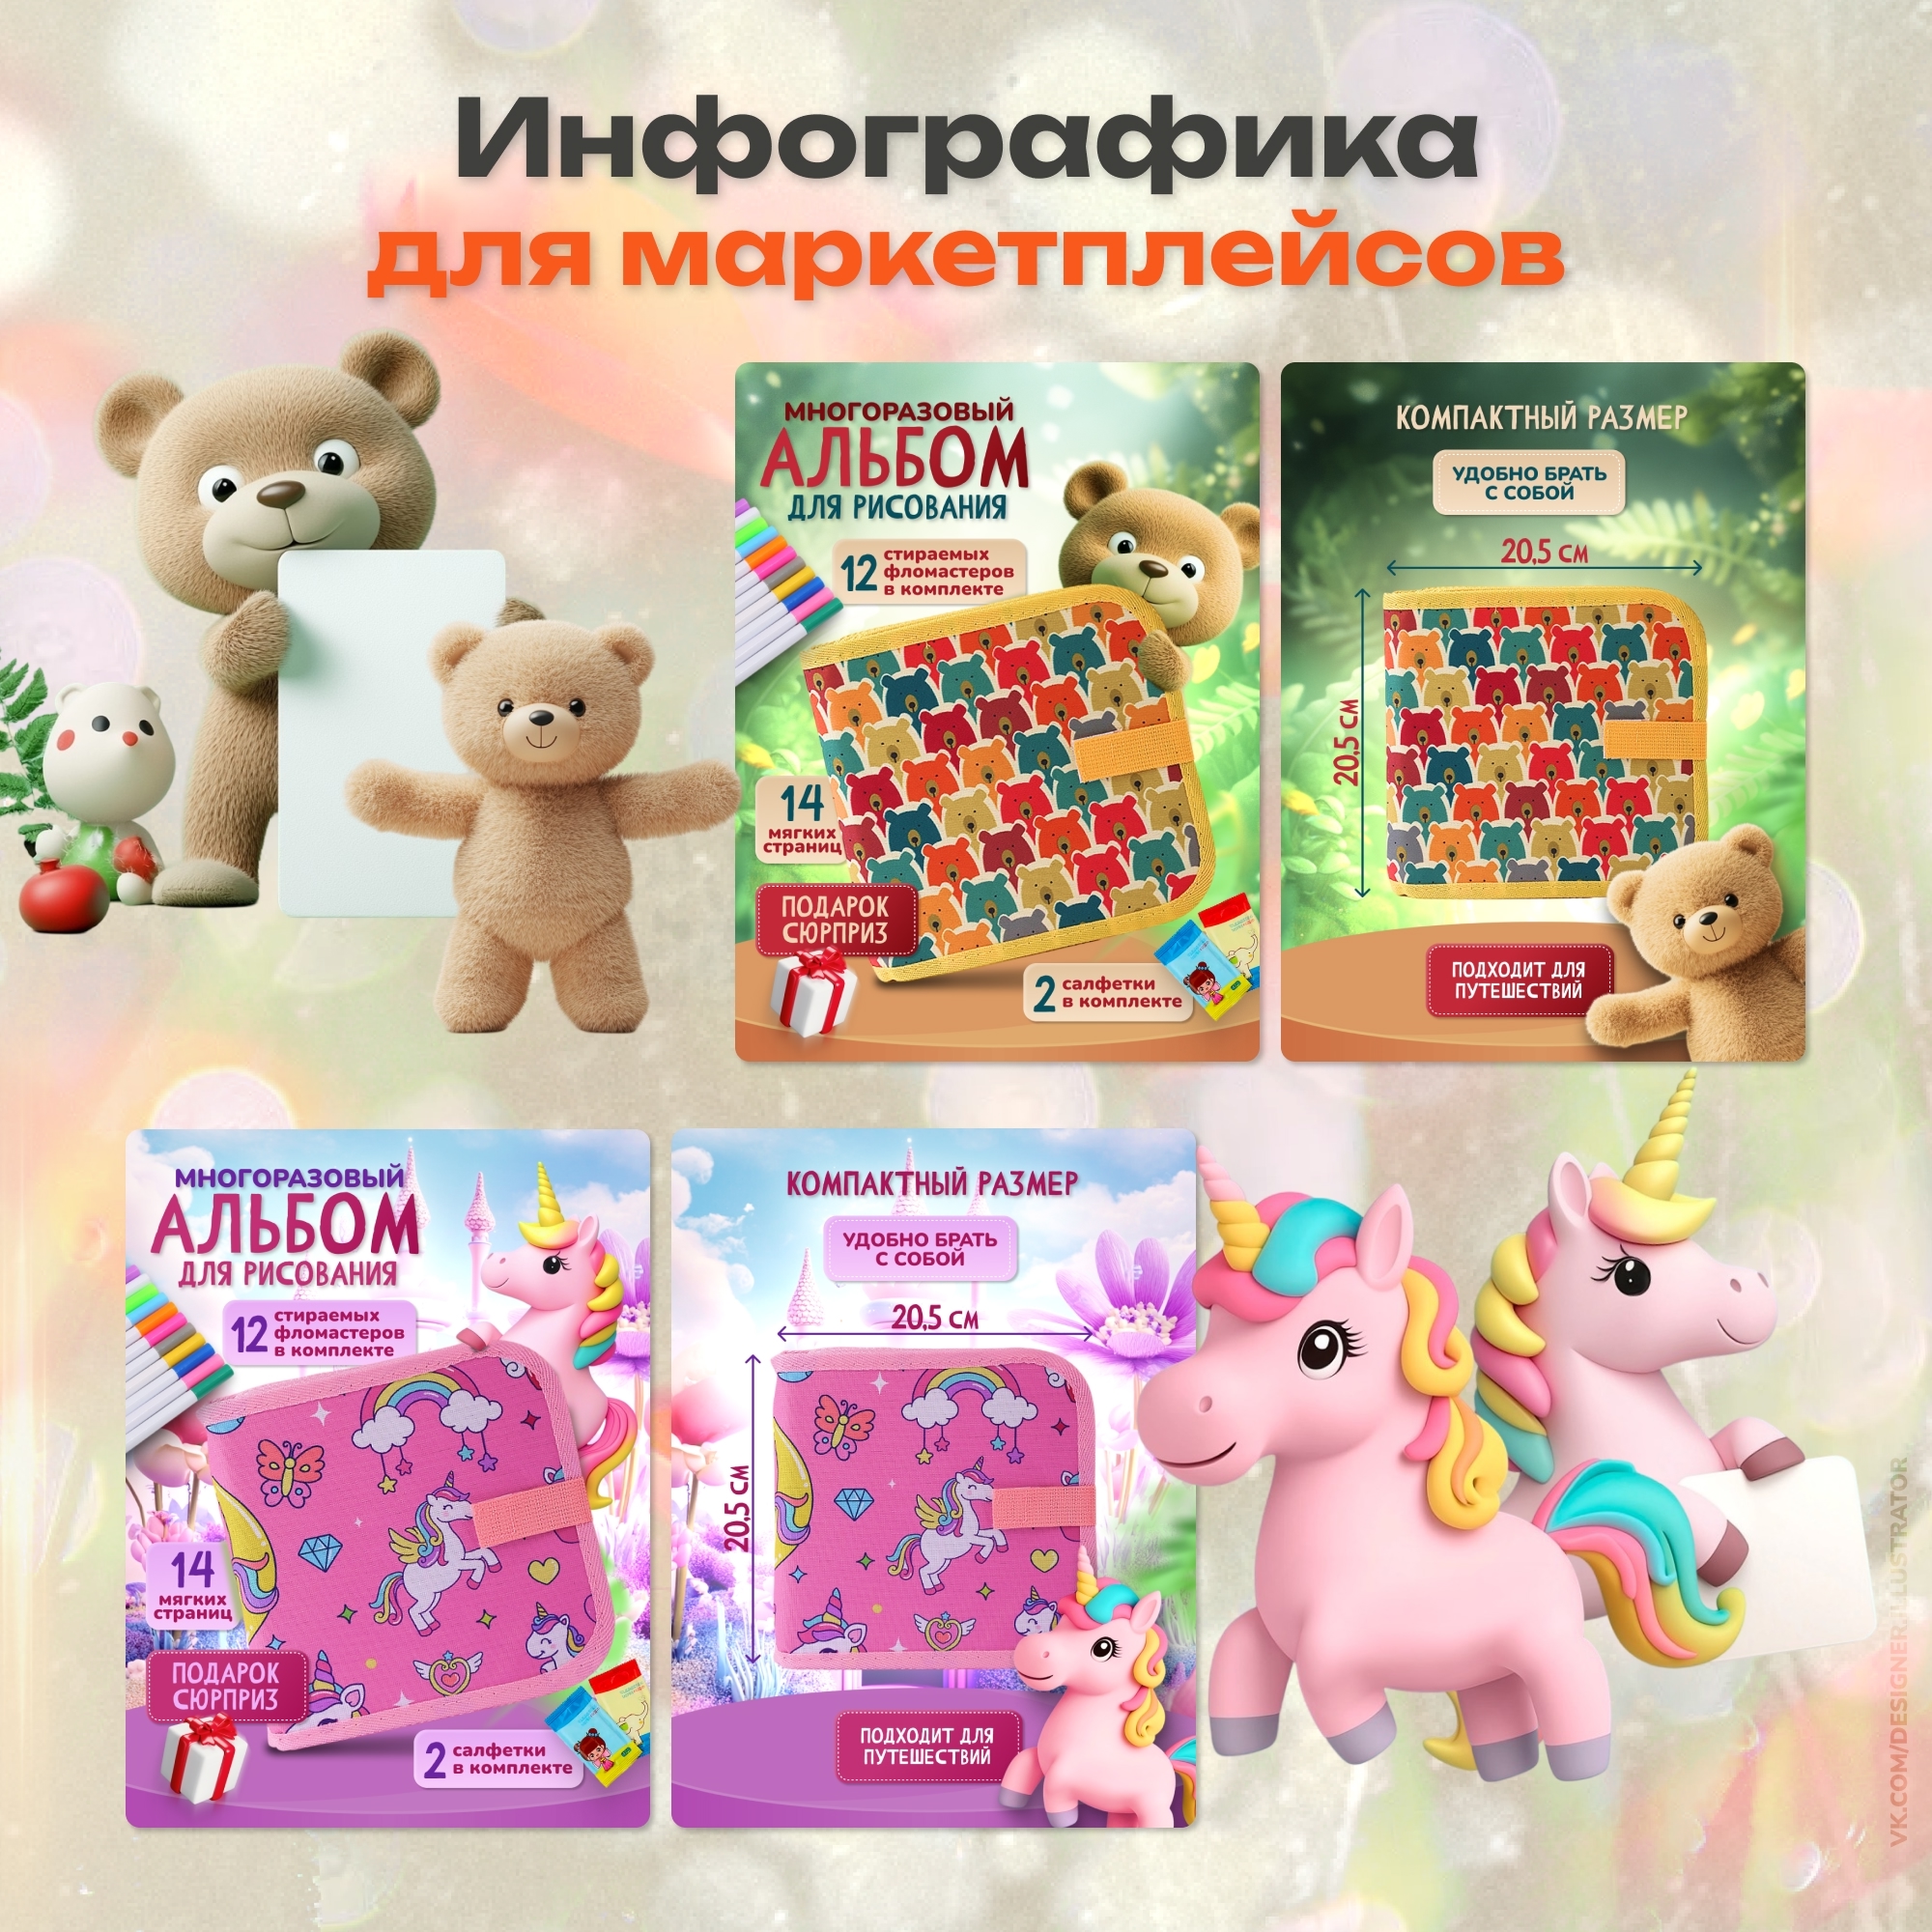 Инфографика
для маркетплейсов
МНОГОРАЗОВЫЙ
АЛЬБОМ
ДЛЯ РИСОВАНИЯ
12 стираемых
фломастеров
в комплекте
14
мягких
страниц
ПОДАРОК
СЮРПРИЗ
2 салфетки
в комплекте
КОМПАКТНЫЙ РАЗМЕР
УДОБНО БРАТЬ
С СОБОЙ
20,5 СМ
20,5 СМ
ПОДХОДИТ ДЛЯ
ПУТЕШЕСТВИЙ
МНОГОРАЗОВЫЙ
АЛЬБОМ
ДЛЯ РИСОВАНИЯ
12 стираемых
фломастеров
в комплекте
14
мягких
страниц
ПОДАРОК
СЮРПРИЗ
2 салфетки
в комплекте
КОМПАКТНЫЙ РАЗМЕР
УДОБНО БРАТЬ
С СОБОЙ
20,5 СМ
20,5 СМ
ПОДХОДИТ ДЛЯ
ПУТЕШЕСТВИЙ
VK.COM/DESIGNER.ILLUSTRATOR